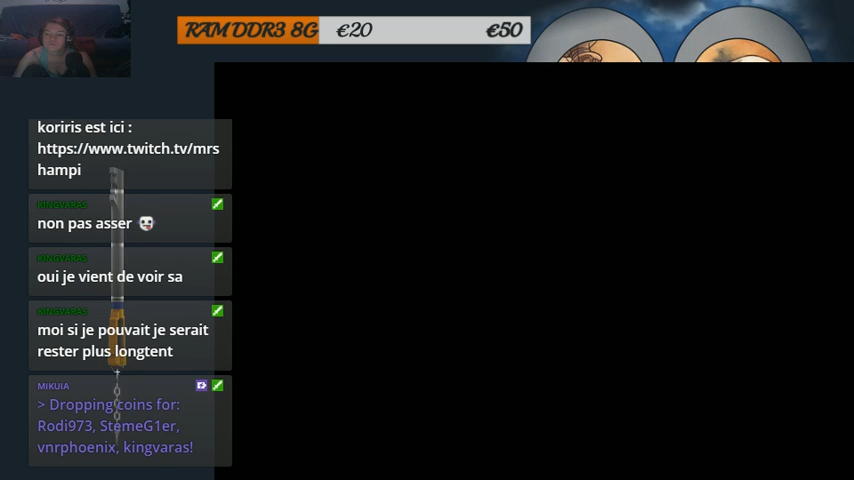 RAM DDR3 8G €20 €50
koriris est ici :
https://www.twitch.tv/mrs
hampi
KINGVARAS
non pas asser
KINGVARAS
oui je vient de voir sa
KINGVARAS
moi si je pouvait je serait
rester plus longtent
MIKUIA
> Dropping coins for:
Rodi973, StemeG1er,
vnrphoenix, kingvaras!